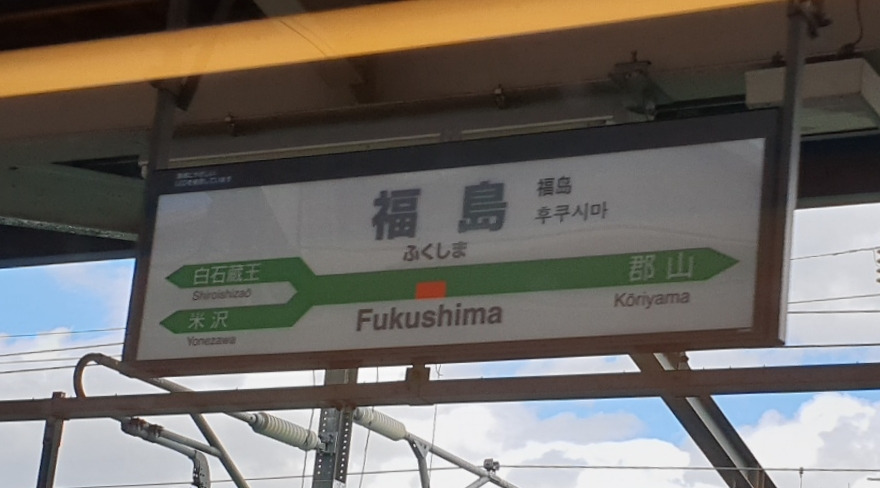 福島
福岛
후쿠시마
ふくしま
白石蔵王
Shiroishizaō
米沢
Yonezawa
Fukushima
郡山
Kōriyama